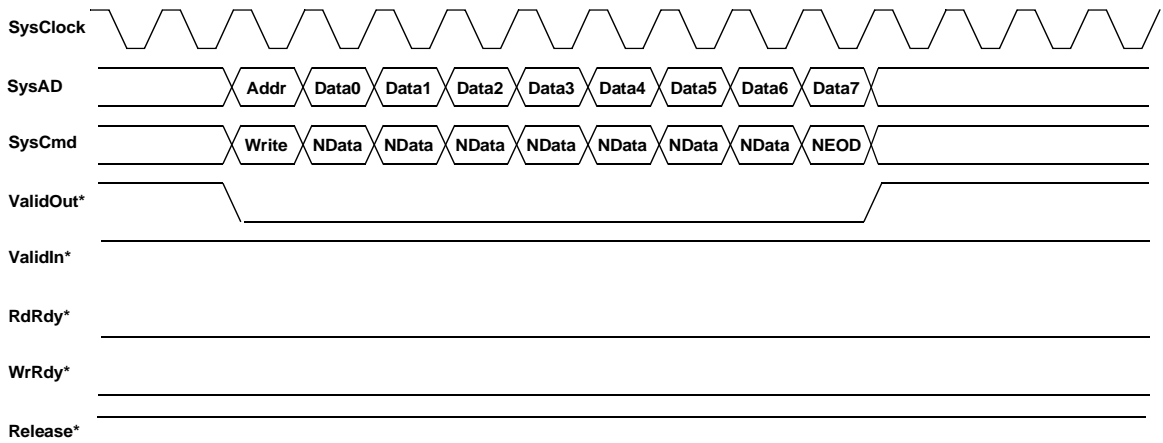 SysClock
SysAD Addr Data0 Data1 Data2 Data3 Data4 Data5 Data6 Data7
SysCmd Write NData NData NData NData NData NData NData NEOD
ValidOut*
ValidIn*
RdRdy*
WrRdy*
Release*